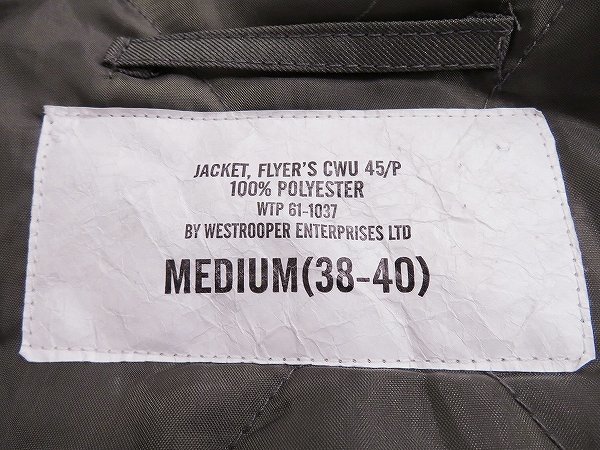 JACKET, FLYER'S CWU 45/P
100% POLYESTER
WTP 61-1037
BY WESTROOPER ENTERPRISES LTD
MEDIUM(38-40)